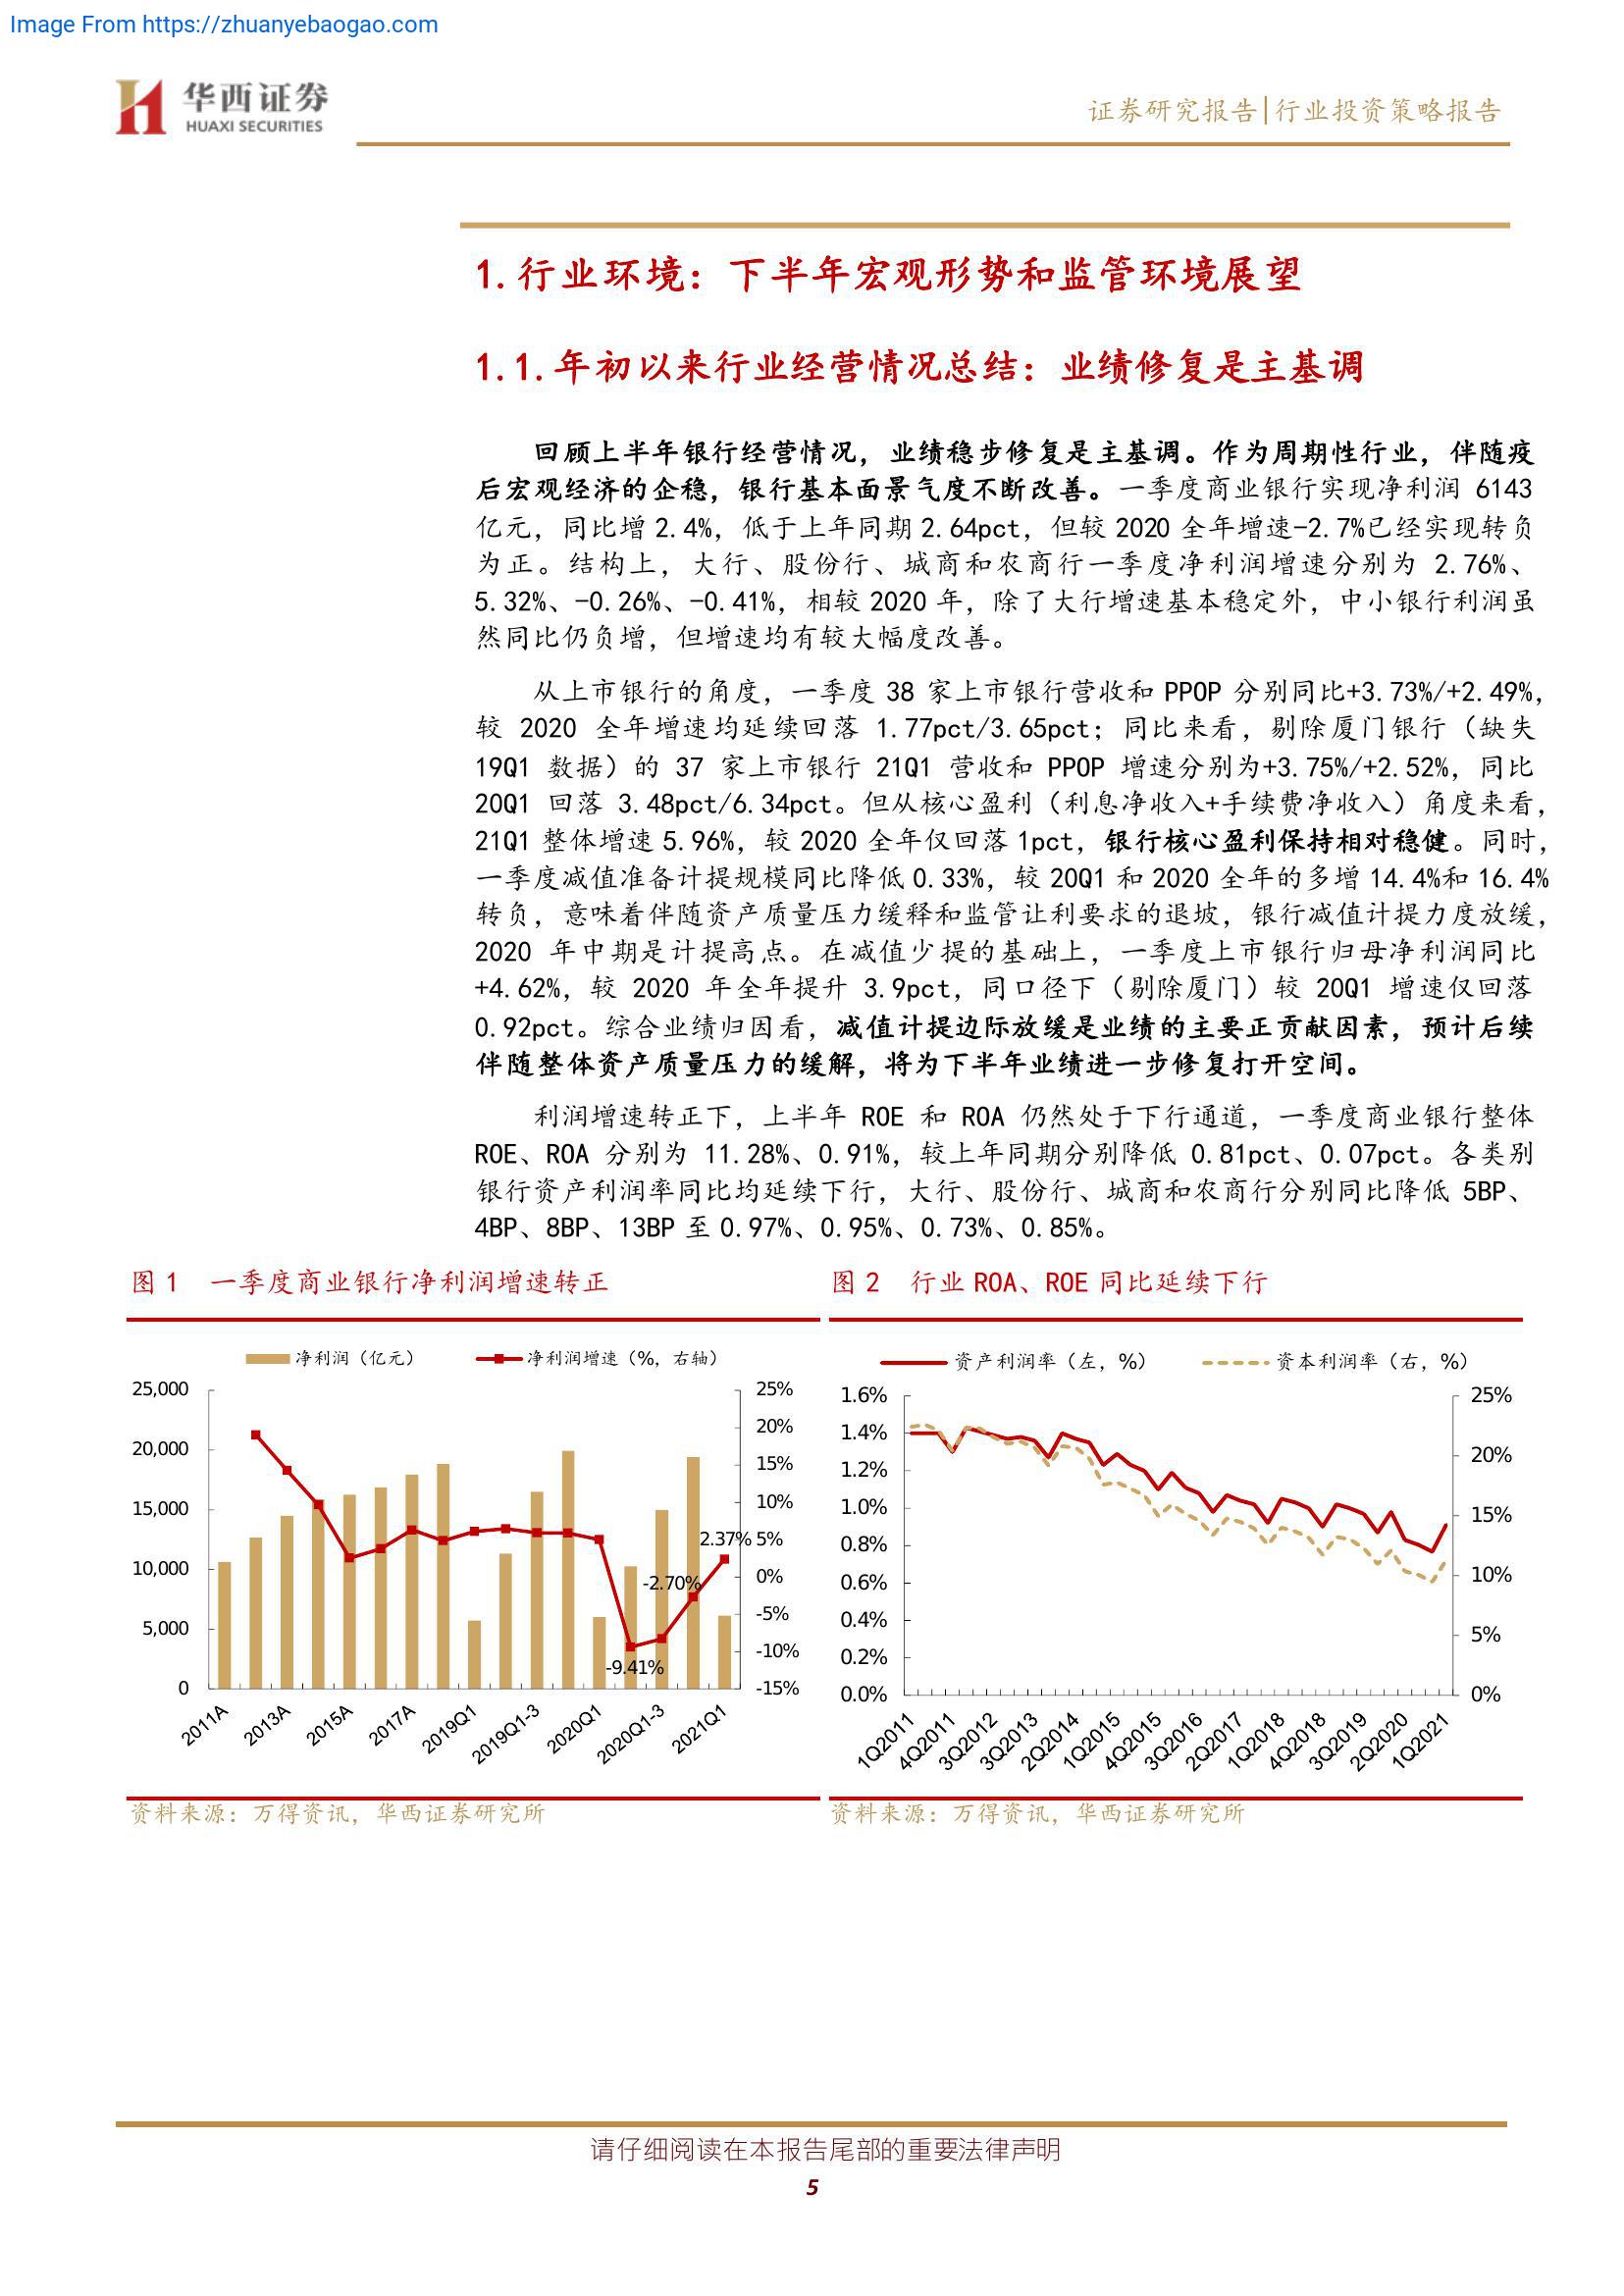 Image From https://zhuanyebaogao.com
华西证券
HUAXI SECURITIES
证券研究报告|行业投资策略报告
1.行业环境：下半年宏观形势和监管环境展望
1.1.年初以来行业经营情况总结：业绩修复是主基调
回顾上半年银行经营情况，业绩稳步修复是主基调。作为周期性行业，伴随疫
后宏观经济的企稳，银行基本面景气度不断改善。一季度商业银行实现净利润 6143
亿元，同比增 2.4%，低于上年同期 2.64pct，但较 2020 全年增速-2.7%已经实现转负
为正。结构上，大行、股份行、城商和农商行一季度净利润增速分别为 2.76%、
5.32%、-0.26%、-0.41%，相较 2020 年，除了大行增速基本稳定外，中小银行利润虽
然同比仍负增，但增速均有较大幅度改善。
从上市银行的角度，一季度 38 家上市银行营收和 PPOP 分别同比+3.73%/+2.49%，
较 2020 全年增速均延续回落 1.77pct/3.65pct；同比来看，剔除厦门银行（缺失
19Q1 数据）的 37 家上市银行 21Q1 营收和 PPOP 增速分别为+3.75%/+2.52%，同比
20Q1 回落 3.48pct/6.34pct。但从核心盈利（利息净收入+手续费净收入）角度来看，
21Q1 整体增速 5.96%，较 2020 全年仅回落 1pct，银行核心盈利保持相对稳健。同时，
一季度减值准备计提规模同比降低 0.33%，较 20Q1 和 2020 全年的多增 14.4%和 16.4%
转负，意味着伴随资产质量压力缓释和监管让利要求的退坡，银行减值计提力度放缓，
2020 年中期是计提高点。在减值少提的基础上，一季度上市银行归母净利润同比
+4.62%，较 2020 年全年提升 3.9pct，同口径下（剔除厦门）较 20Q1 增速仅回落
0.92pct。综合业绩归因看，减值计提边际放缓是业绩的主要正贡献因素，预计后续
伴随整体资产质量压力的缓解，将为下半年业绩进一步修复打开空间。
利润增速转正下，上半年 ROE 和 ROA 仍然处于下行通道，一季度商业银行整体
ROE、ROA 分别为 11.28%、0.91%，较上年同期分别降低 0.81pct、0.07pct。各类别
银行资产利润率同比均延续下行，大行、股份行、城商和农商行分别同比降低 5BP、
4BP、8BP、13BP 至 0.97%、0.95%、0.73%、0.85%。
图 1 一季度商业银行净利润增速转正
净利润（亿元） 净利润增速（%，右轴）
25,000
20,000
15,000
10,000
5,000
0
25%
20%
15%
10%
5%
0%
-5%
-10%
-15%
2.37%
-2.70%
-9.41%
2011A 2013A 2015A 2017A 2019Q1 2019Q1-3 2020Q1 2020Q1-3 2021Q1
资料来源：万得资讯，华西证券研究所
图 2 行业 ROA、ROE 同比延续下行
资产利润率（左，%） 资本利润率（右，%）
1.6%
1.4%
1.2%
1.0%
0.8%
0.6%
0.4%
0.2%
0.0%
25%
20%
15%
10%
5%
0%
1Q2011 4Q2011 3Q2012 3Q2013 2Q2014 1Q2015 4Q2015 3Q2016 2Q2017 1Q2018 4Q2018 3Q2019 2Q2020 1Q2021
资料来源：万得资讯，华西证券研究所
请仔细阅读在本报告尾部的重要法律声明
5